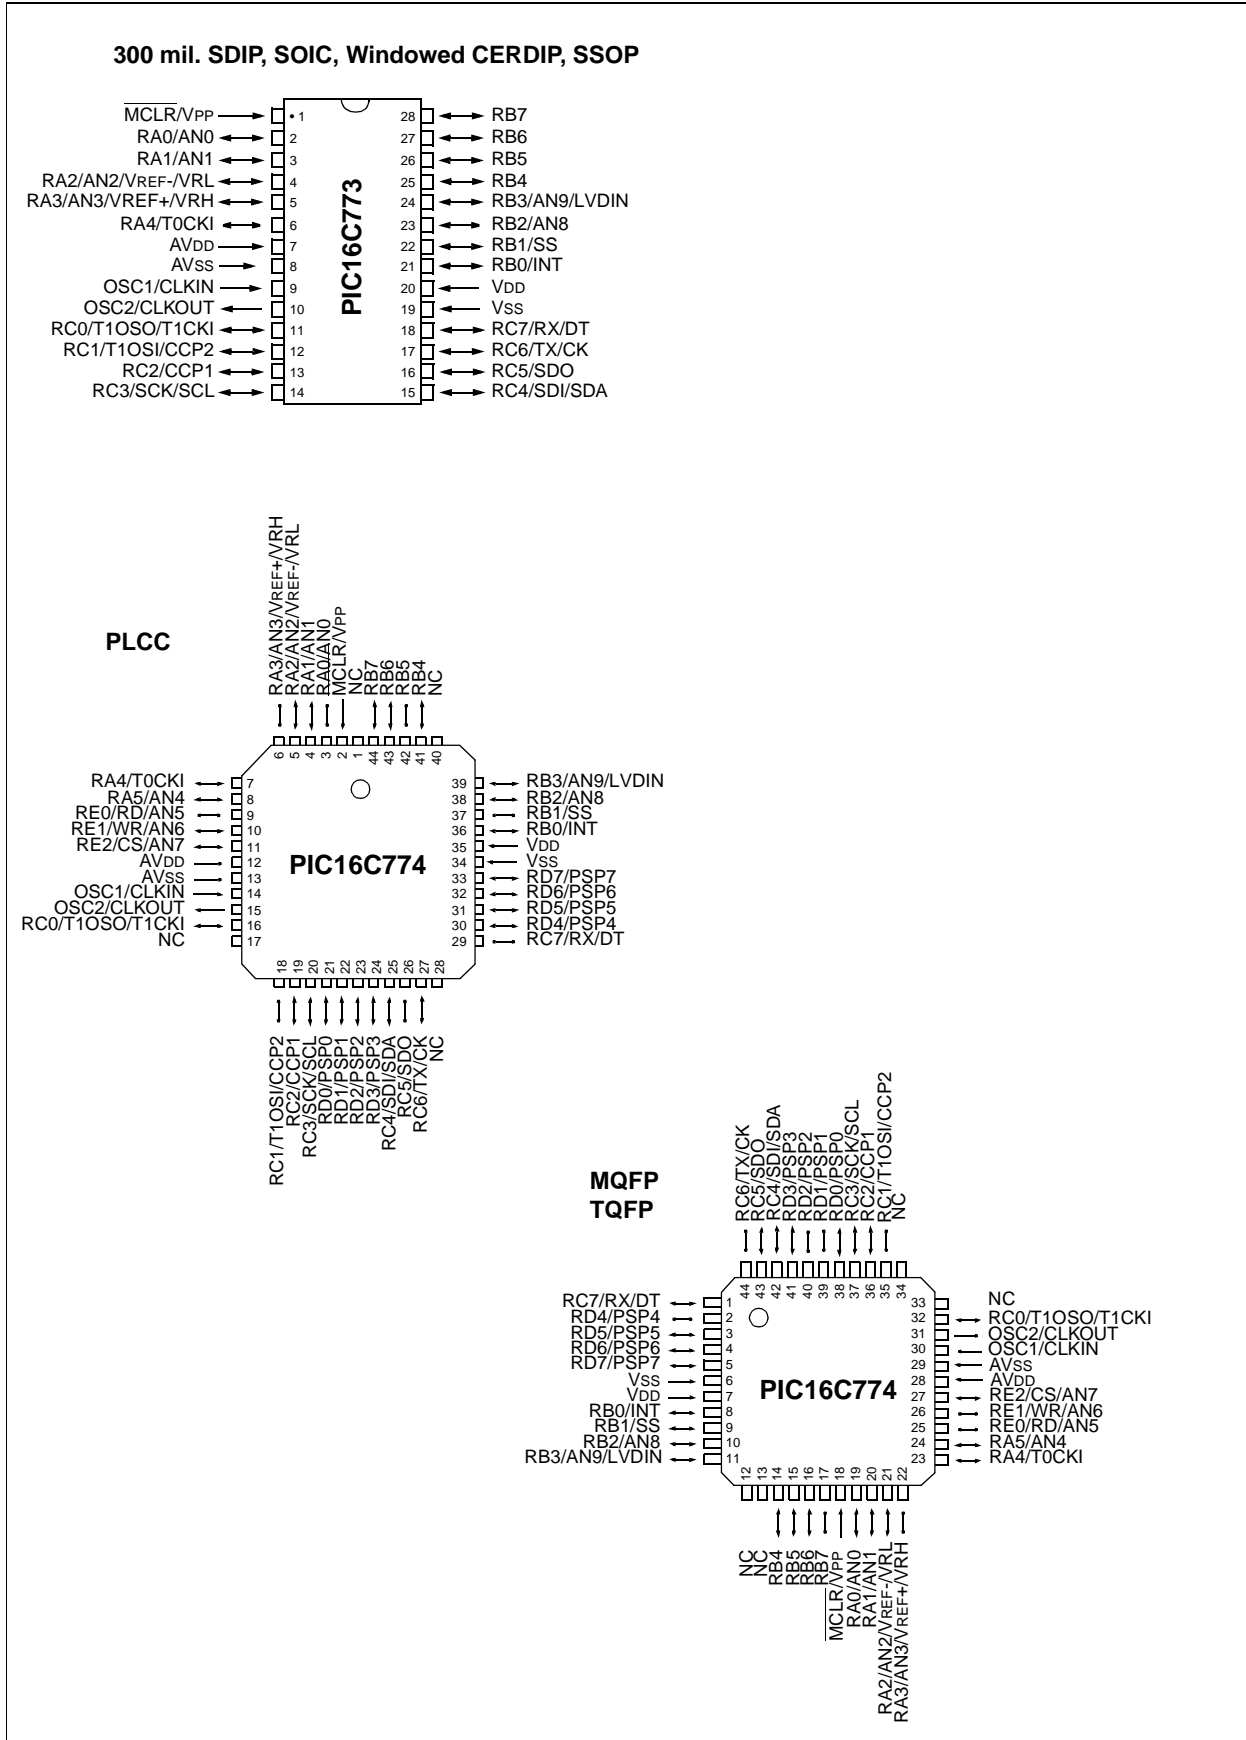 300 mil. SDIP, SOIC, Windowed CERDIP, SSOP
MCLR/VPP • 1 28 RB7
RA0/AN0 2 27 RB6
RA1/AN1 3 26 RB5
RA2/AN2/VREF-/VRL 4 25 RB4
RA3/AN3/VREF+/VRH 5 24 RB3/AN9/LVDIN
RA4/T0CKI 6 23 RB2/AN8
AVDD 7 22 RB1/SS
AVSS 8 21 RB0/INT
OSC1/CLKIN 9 20 VDD
OSC2/CLKOUT 10 19 VSS
RC0/T1OSO/T1CKI 11 18 RC7/RX/DT
RC1/T1OSI/CCP2 12 17 RC6/TX/CK
RC2/CCP1 13 16 RC5/SDO
RC3/SCK/SCL 14 15 RC4/SDI/SDA
PIC16C773
PLCC
RA3/AN3/VREF+/VRH
RA2/AN2/VREF-/VRL
RA1/AN1
RA0/AN0
MCLR/VPP
NC
RB7
RB6
RB5
RB4
NC
6 5 4 3 2 1 44 43 42 41 40
RA4/T0CKI 7 39 RB3/AN9/LVDIN
RA5/AN4 8 38 RB2/AN8
RE0/RD/AN5 9 37 RB1/SS
RE1/WR/AN6 10 36 RB0/INT
RE2/CS/AN7 11 35 VDD
AVDD 12 34 VSS
AVSS 13 33 RD7/PSP7
OSC1/CLKIN 14 32 RD6/PSP6
OSC2/CLKOUT 15 31 RD5/PSP5
RC0/T1OSO/T1CKI 16 30 RD4/PSP4
NC 17 29 RC7/RX/DT
PIC16C774
18 19 20 21 22 23 24 25 26 27 28
RC1/T1OSI/CCP2
RC2/CCP1
RC3/SCK/SCL
RD0/PSP0
RD1/PSP1
RD2/PSP2
RD3/PSP3
RC4/SDI/SDA
RC5/SDO
RC6/TX/CK
NC
MQFP
TQFP
RC6/TX/CK
RC5/SDO
RC4/SDI/SDA
RD3/PSP3
RD2/PSP2
RD1/PSP1
RD0/PSP0
RC3/SCK/SCL
RC2/CCP1
RC1/T1OSI/CCP2
NC
44 43 42 41 40 39 38 37 36 35 34
RC7/RX/DT 1 33 NC
RD4/PSP4 2 32 RC0/T1OSO/T1CKI
RD5/PSP5 3 31 OSC2/CLKOUT
RD6/PSP6 4 30 OSC1/CLKIN
RD7/PSP7 5 29 AVSS
VSS 6 28 AVDD
VDD 7 27 RE2/CS/AN7
RB0/INT 8 26 RE1/WR/AN6
RB1/SS 9 25 RE0/RD/AN5
RB2/AN8 10 24 RA5/AN4
RB3/AN9/LVDIN 11 23 RA4/T0CKI
PIC16C774
12 13 14 15 16 17 18 19 20 21 22
NC
NC
RB4
RB5
RB6
RB7
MCLR/VPP
RA0/AN0
RA1/AN1
RA2/AN2/VREF-/VRL
RA3/AN3/VREF+/VRH